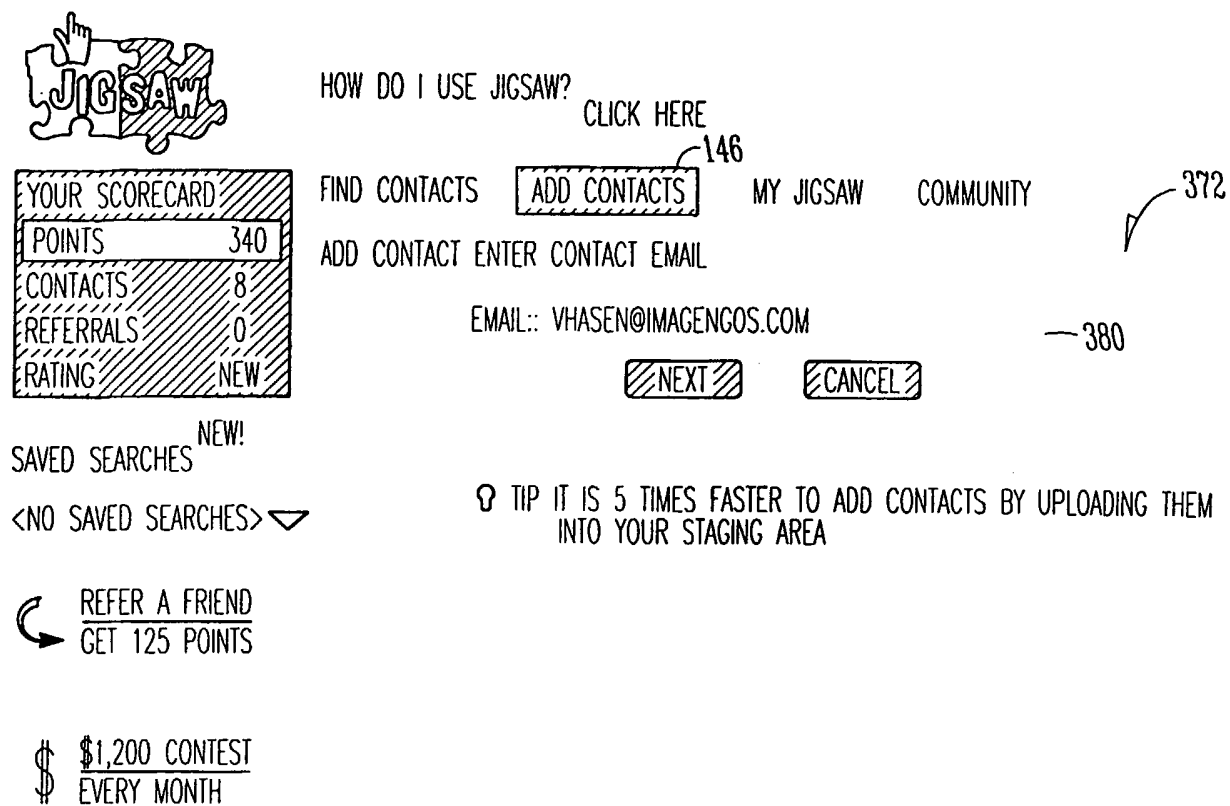 JIGSAW
HOW DO I USE JIGSAW?
CLICK HERE
146
FIND CONTACTS ADD CONTACTS MY JIGSAW COMMUNITY
372
YOUR SCORECARD
POINTS 340
CONTACTS 8
REFERRALS 0
RATING NEW
ADD CONTACT ENTER CONTACT EMAIL
EMAIL:: VHASEN@IMAGENGOS.COM
380
NEXT CANCEL
SAVED SEARCHES NEW!
<NO SAVED SEARCHES>
TIP IT IS 5 TIMES FASTER TO ADD CONTACTS BY UPLOADING THEM
INTO YOUR STAGING AREA
REFER A FRIEND
GET 125 POINTS
$ $1,200 CONTEST
EVERY MONTH